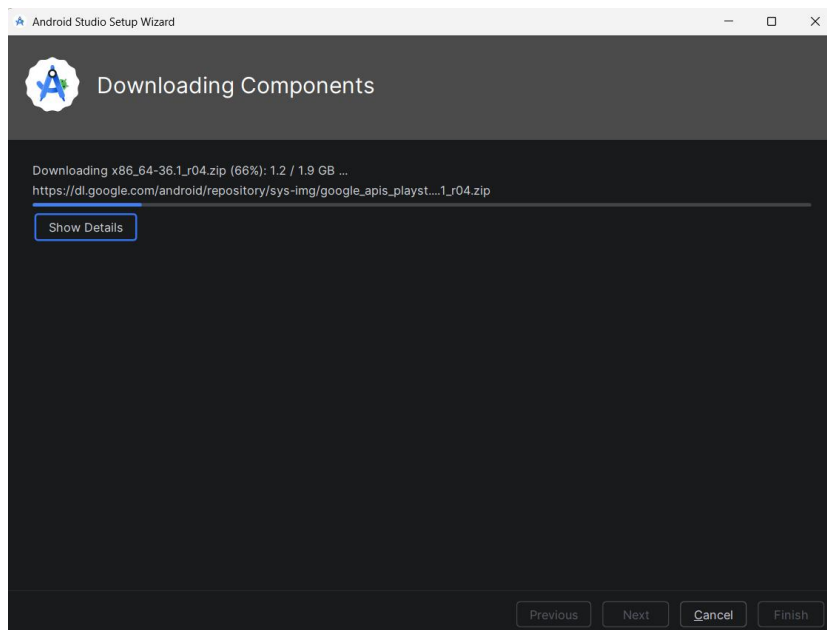 Android Studio Setup Wizard
Downloading Components
Downloading x86_64-36.1_r04.zip (66%): 1.2 / 1.9 GB ...
https://dl.google.com/android/repository/sys-img/google_apis_playst....1_r04.zip
Show Details
Previous Next Cancel Finish